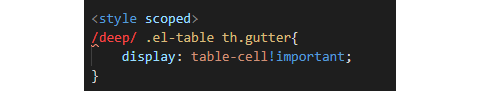 <style scoped>
/deep/ .el-table th.gutter{
    display: table-cell!important;
}